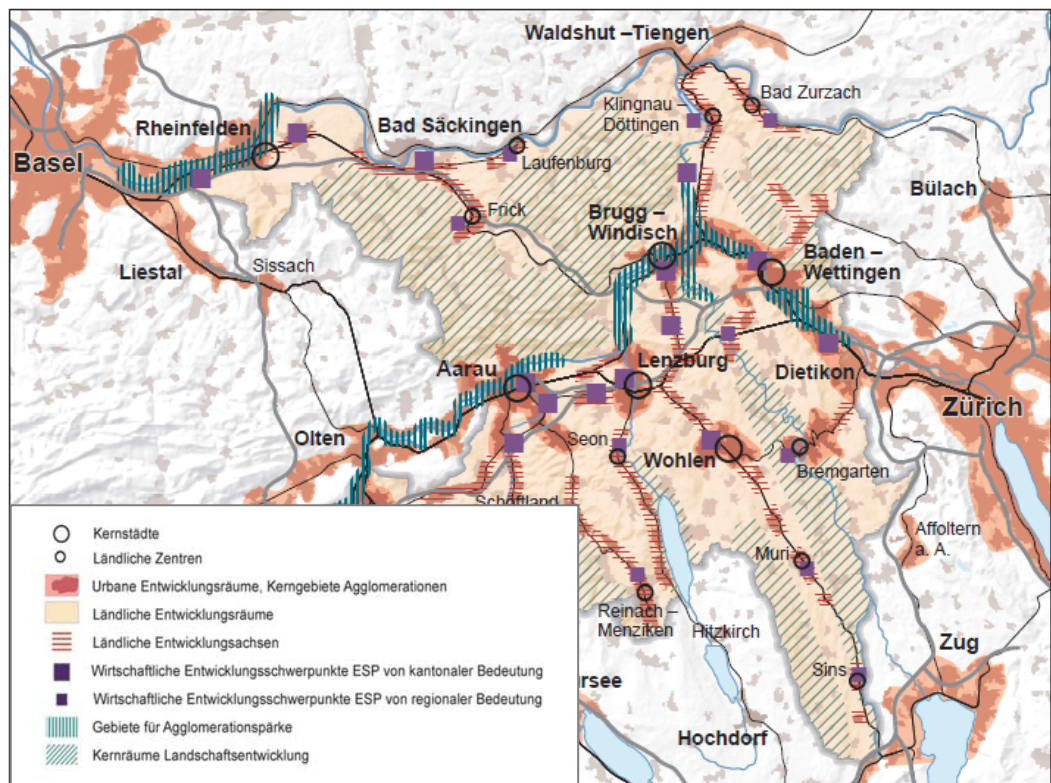 Waldshut –Tiengen
Bad Zurzach
Klingnau –
Döttingen
Rheinfelden
Bad Säckingen
Basel
Laufenburg
Bülach
Frick
Brugg –
Windisch
Baden –
Wettingen
Liestal
Sissach
Aarau
Lenzburg
Dietikon
Zürich
Olten
Seon
Wohlen
Bremgarten
Schöftland
Affoltern
a. A.
Muri
Reinach –
Menziken
Hitzkirch
Zug
Sins
ursee
Hochdorf
Kernstädte
Ländliche Zentren
Urbane Entwicklungsräume, Kerngebiete Agglomerationen
Ländliche Entwicklungsräume
Ländliche Entwicklungsachsen
Wirtschaftliche Entwicklungsschwerpunkte ESP von kantonaler Bedeutung
Wirtschaftliche Entwicklungsschwerpunkte ESP von regionaler Bedeutung
Gebiete für Agglomerationspärke
Kernräume Landschaftsentwicklung